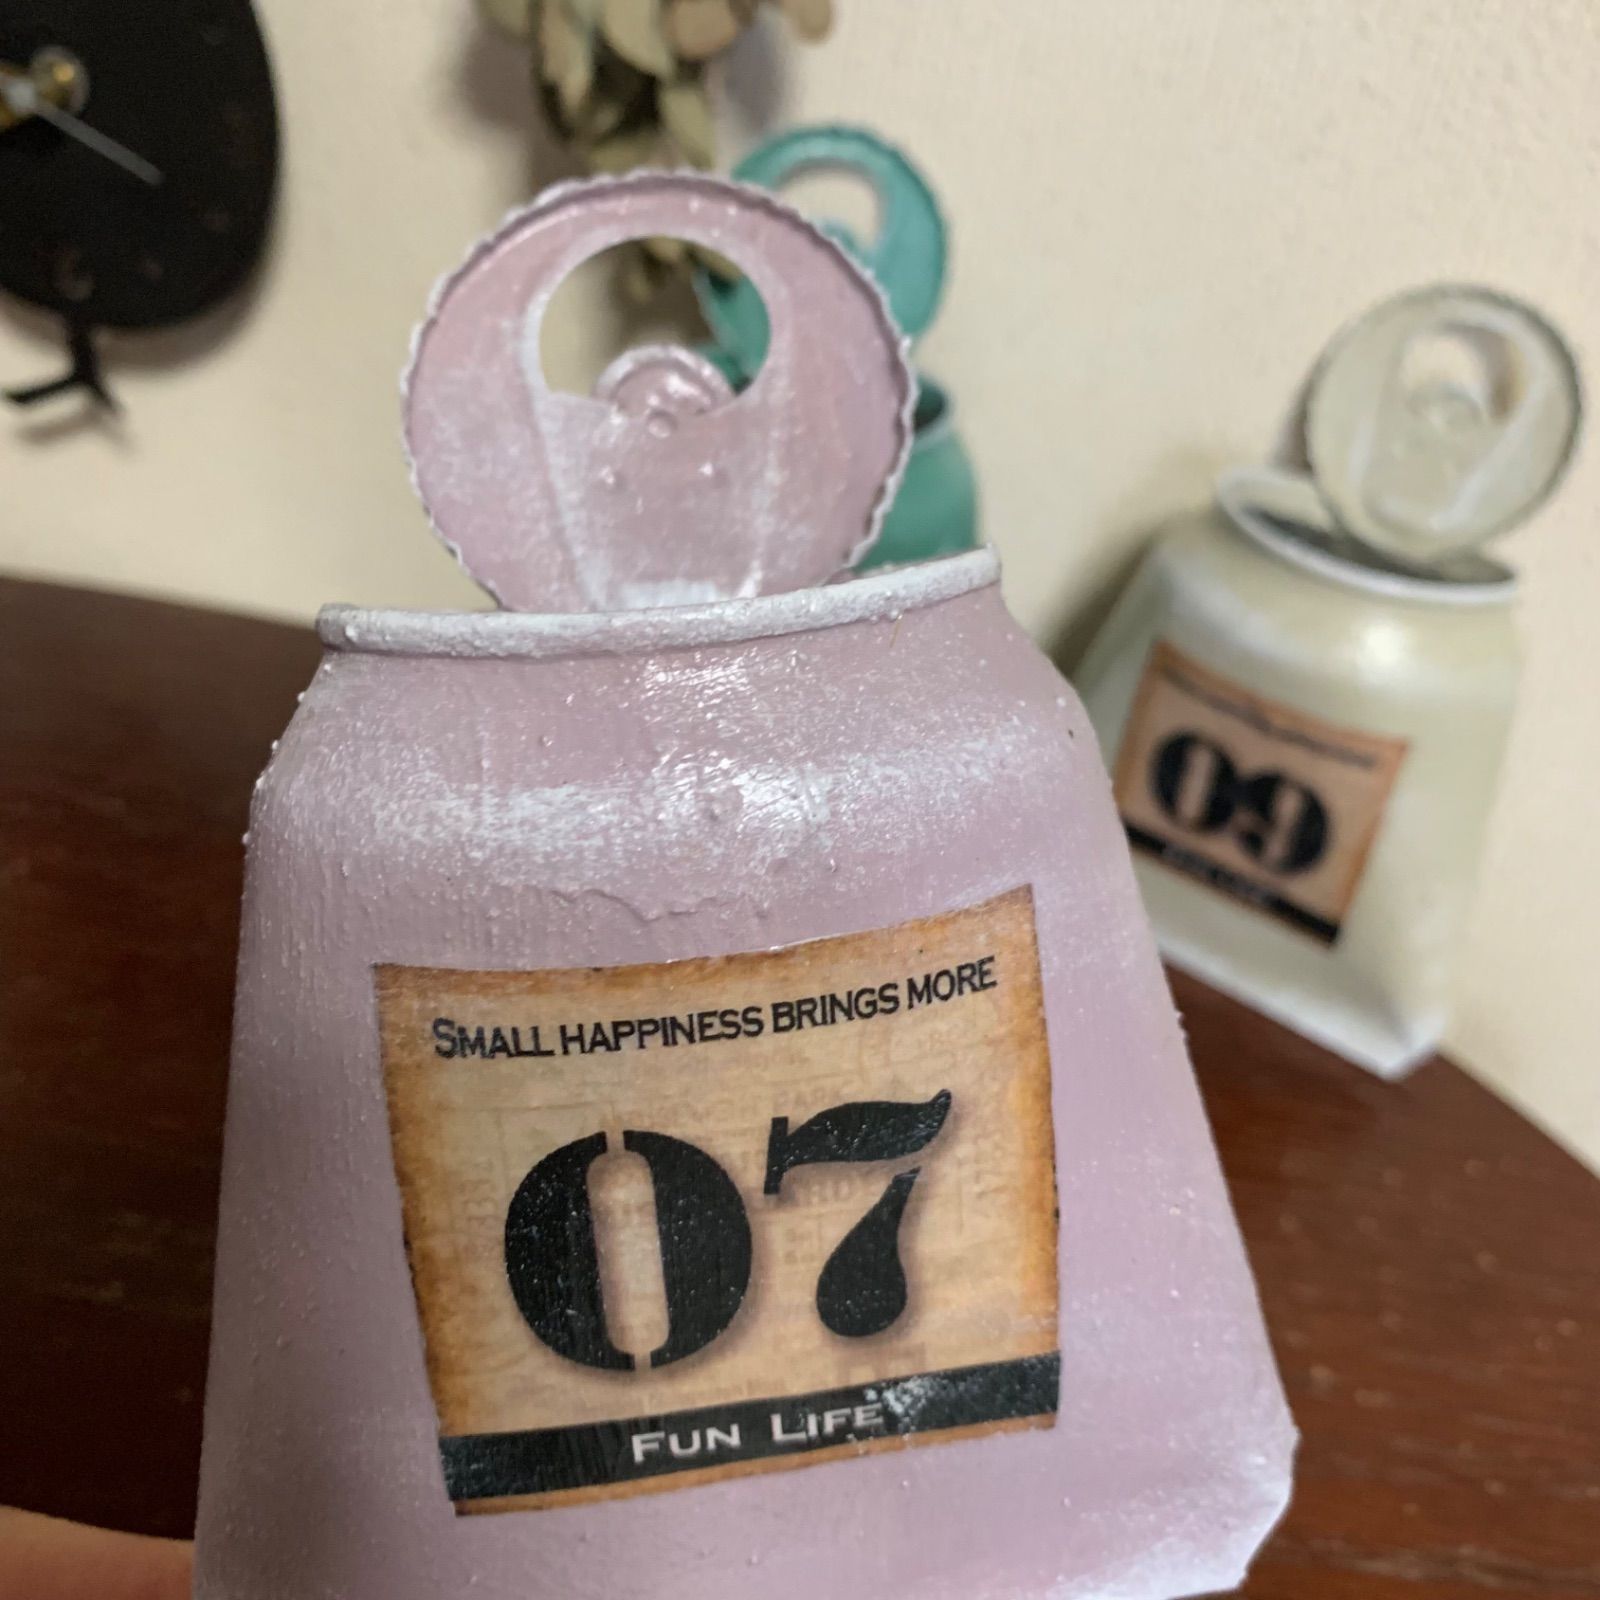 SMALL HAPPINESS BRINGS MORE
07
FUN LIFE
09